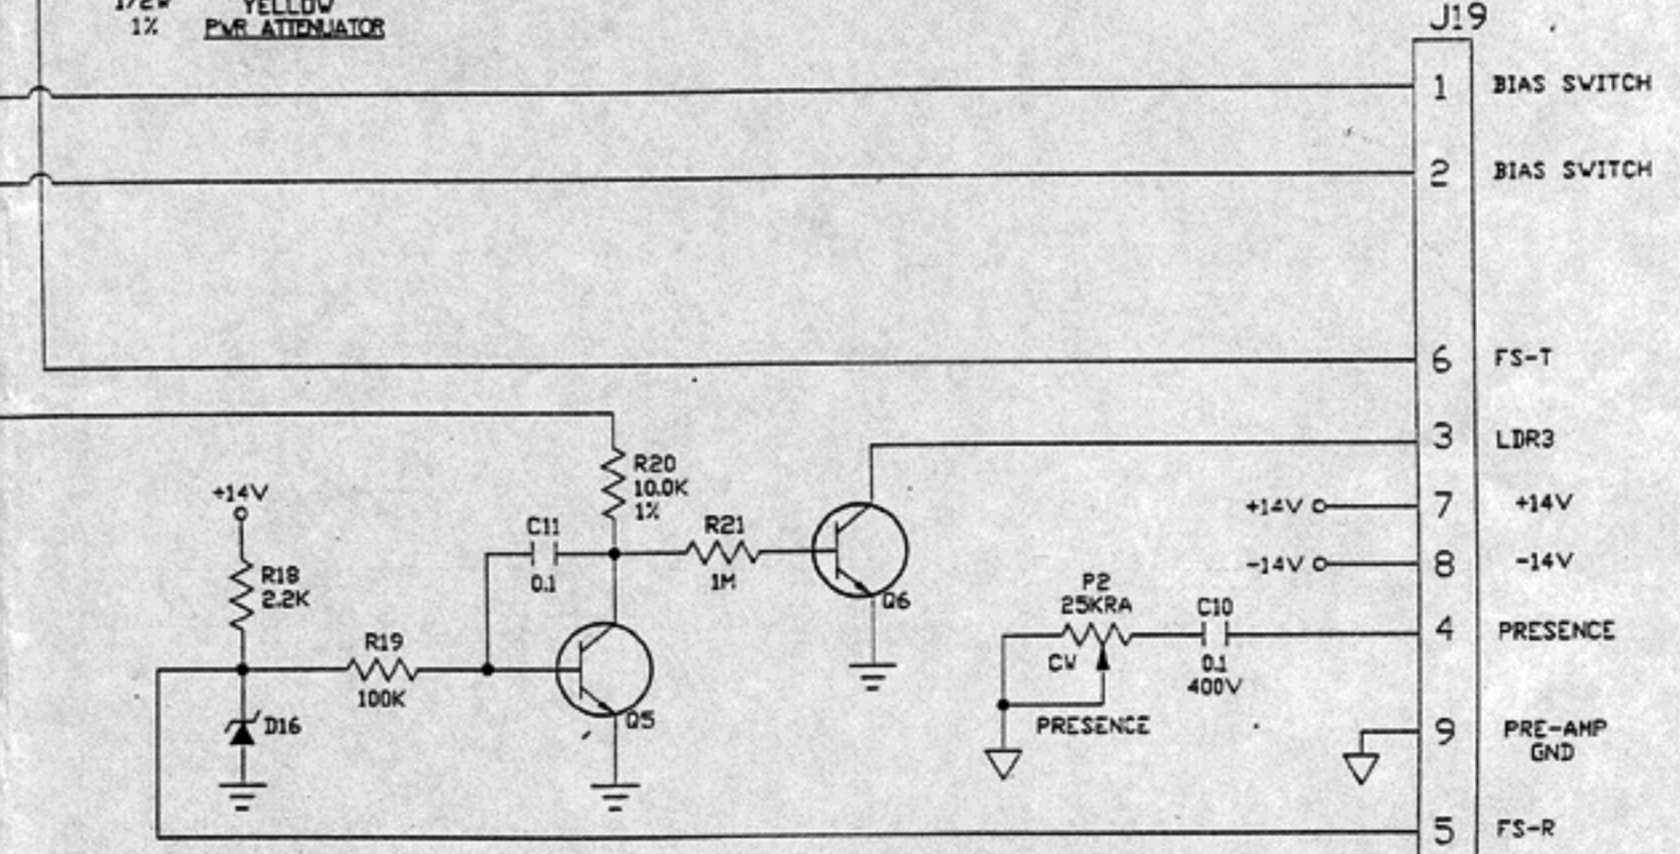 1/2W
YELLOW
1%
PWR ATTENUATOR
J19
1
BIAS SWITCH
2
BIAS SWITCH
6
FS-T
3
LDR3
R20
10.0K
1%
+14V
+14V
7
+14V
C11
R21
0.1
1M
-14V
8
-14V
R18
2.2K
Q6
P2
25KRA
C10
4
PRESENCE
R19
CW
0.1
400V
100K
D16
Q5
PRESENCE
9
PRE-AMP
GND
5
FS-R